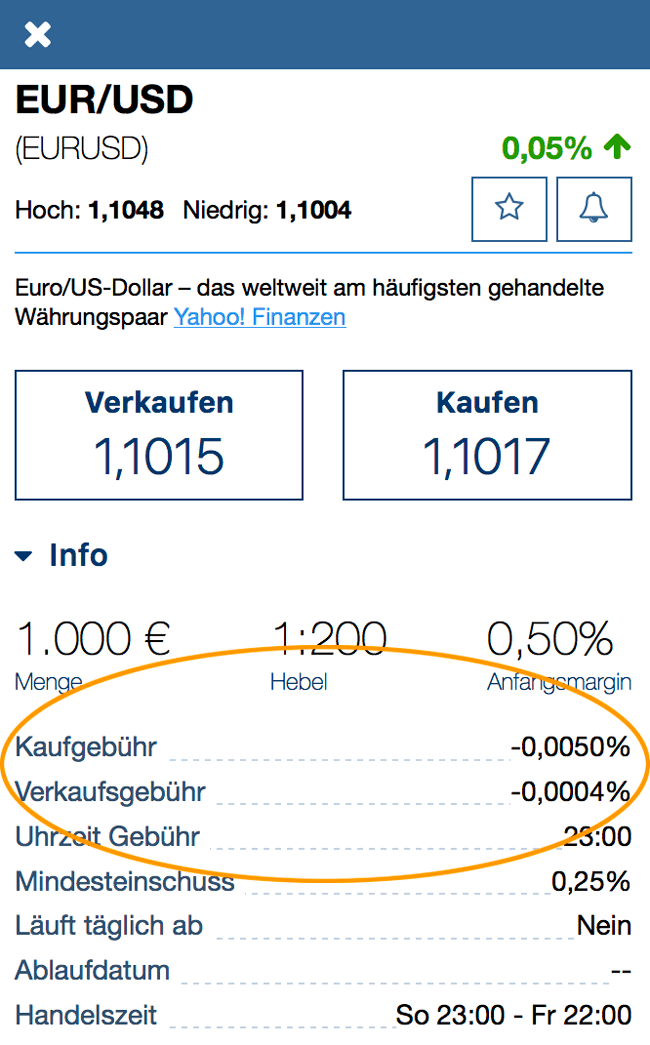 EUR/USD
(EURUSD) 0,05%
Hoch: 1,1048 Niedrig: 1,1004
Euro/US-Dollar – das weltweit am häufigsten gehandelte
Währungspaar Yahoo! Finanzen
Verkaufen Kaufen
1,1015 1,1017
Info
1.000 € 1:200 0,50%
Menge Hebel Anfangsmargin
Kaufgebühr -0,0050%
Verkaufsgebühr -0,0004%
Uhrzeit Gebühr 23:00
Mindesteinschuss 0,25%
Läuft täglich ab Nein
Ablaufdatum --
Handelszeit So 23:00 - Fr 22:00